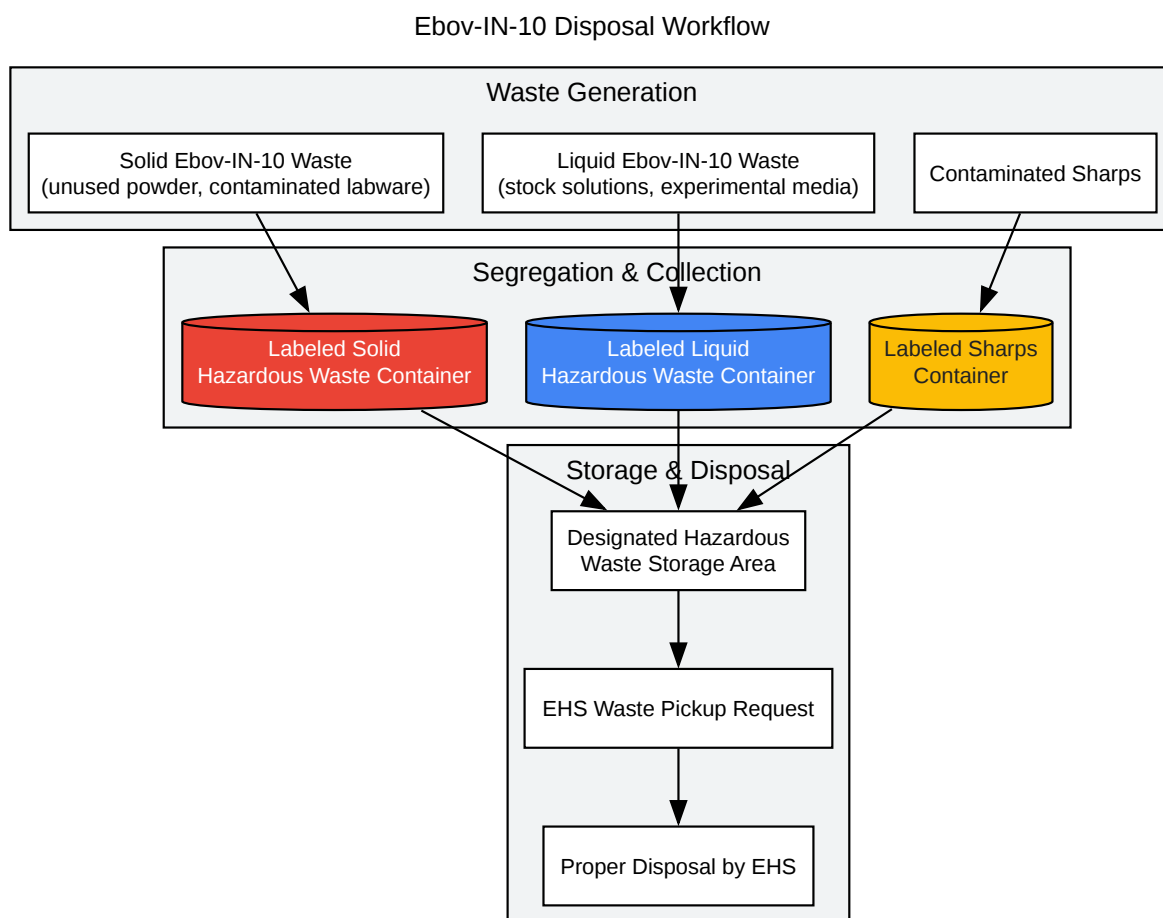 Ebov-IN-10 Disposal Workflow
Waste Generation
Solid Ebov-IN-10 Waste
(unused powder, contaminated labware)
Liquid Ebov-IN-10 Waste
(stock solutions, experimental media)
Contaminated Sharps
Segregation & Collection
Labeled Solid
Hazardous Waste Container
Labeled Liquid
Hazardous Waste Container
Labeled Sharps
Container
Storage & Disposal
Designated Hazardous
Waste Storage Area
EHS Waste Pickup Request
Proper Disposal by EHS